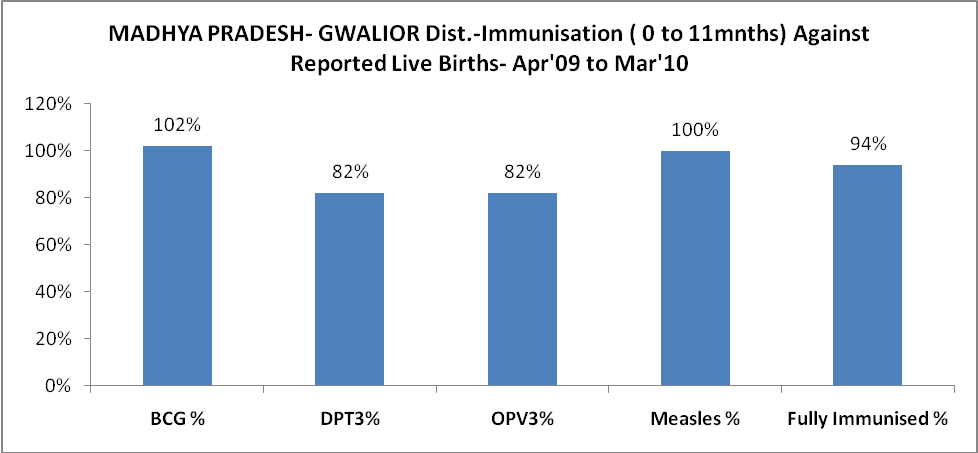 MADHYA PRADESH- GWALIOR Dist.-Immunisation ( 0 to 11mnths) Against
Reported Live Births- Apr'09 to Mar'10
120%
100%
80%
60%
40%
20%
0%
102%
82%
82%
100%
94%
BCG %
DPT3%
OPV3%
Measles %
Fully Immunised %